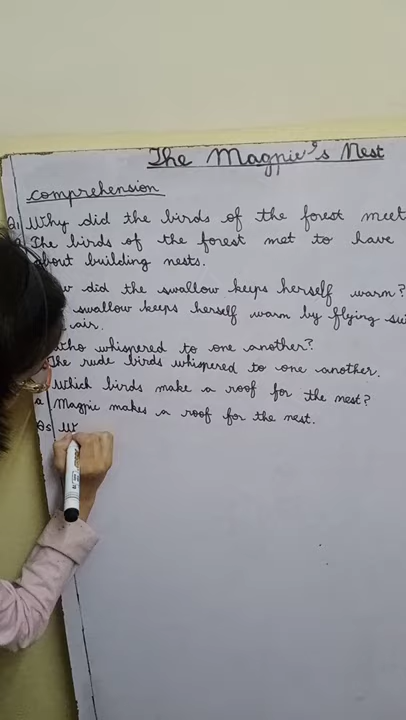 The Magpie's Nest
comprehension
Q1 Why did the birds of the forest meet
The birds of the forest met to have
about building nests.
did the swallow keeps herself warm?
swallow keeps herself warm by flying
air.
Who whispered to one another?
The rude birds whispered to one another.
Which birds make a roof for the nest?
a Magpie makes a roof for the nest.
Q5 W